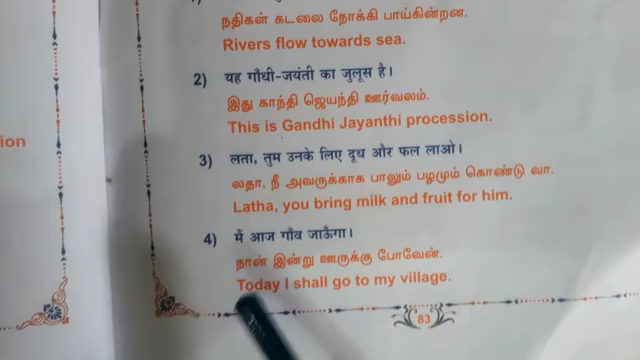 நதிகள் கடலை நோக்கி பாய்கின்றன.
Rivers flow towards sea.
2) यह गाँधी-जयंती का जुलूस है।
இது காந்தி ஜெயந்தி ஊர்வலம்.
This is Gandhi Jayanthi procession.
ion
3) लता, तुम उनके लिए दूध और फल लाओ।
லதா, நீ அவருக்காக பாலும் பழமும் கொண்டு வா.
Latha, you bring milk and fruit for him.
4) मैं आज गाँव जाऊँगा।
நான் இன்று ஊருக்கு போவேன்.
Today I shall go to my village.
83